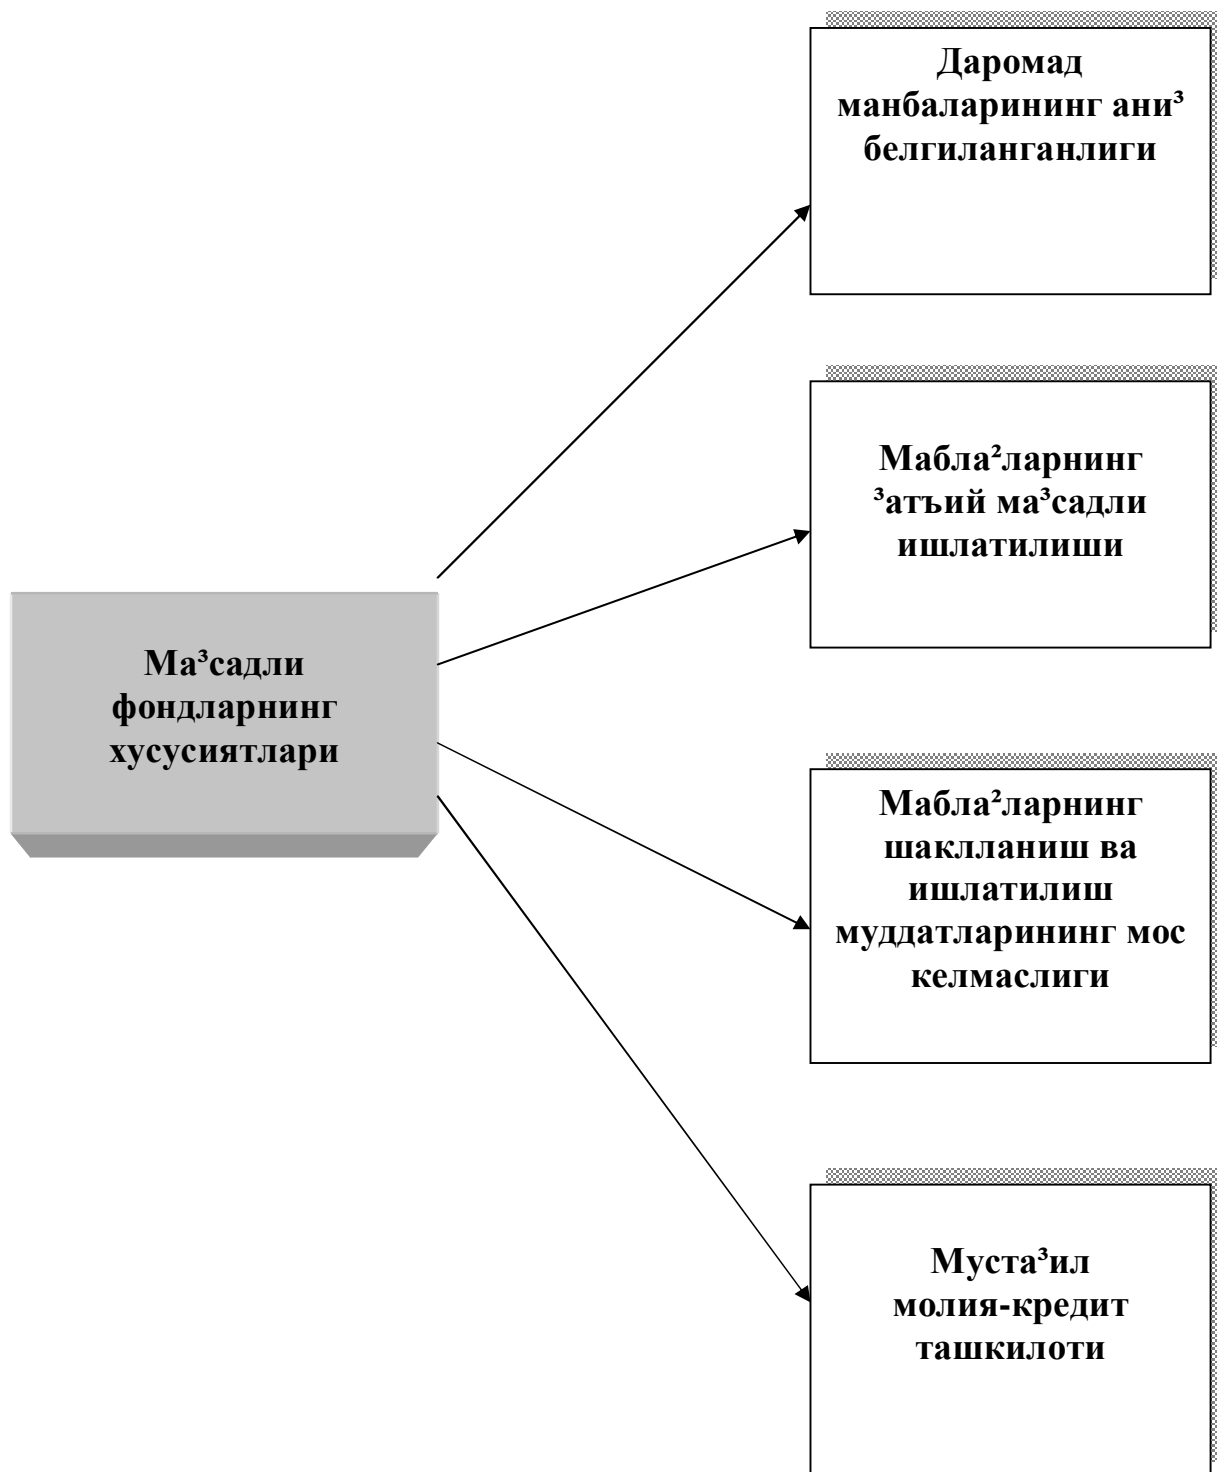 Даромад
манбаларининг ани³
белгиланганлиги
Мабла²ларнинг
³атъий ма³садли
ишлатилиши
Ма³садли
фондларнинг
хусусиятлари
Мабла²ларнинг
шаклланиш ва
ишлатилиш
муддатларининг мос
келмаслиги
Муста³ил
молия-кредит
ташкилоти